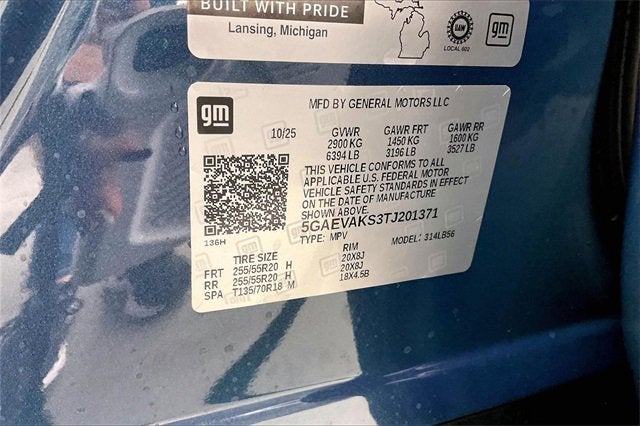 BUILT WITH PRIDE
Lansing, Michigan
UAW
LOCAL 602
gm
gm
MFD BY GENERAL MOTORS LLC
10/25 GVWR GAWR FRT GAWR RR
2900 KG 1450 KG 1600 KG
6394 LB 3196 LB 3527 LB
THIS VEHICLE CONFORMS TO ALL
APPLICABLE U.S. FEDERAL MOTOR
VEHICLE SAFETY STANDARDS IN EFFECT
ON THE DATE OF MANUFACTURE
SHOWN ABOVE
5GAEVAKS3TJ201371
136H TYPE: MPV MODEL: 314LB56
TIRE SIZE RIM
FRT 255/55R20 H 20X8J
RR 255/55R20 H 20X8J
SPA T135/70R18 M 18X4.5B